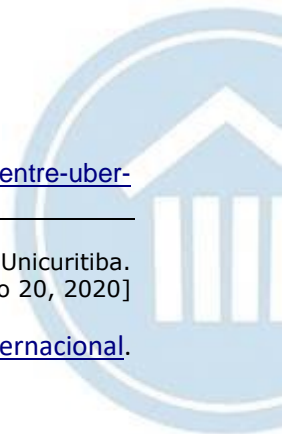 entre-uber-
Unicuritiba.
o 20, 2020]
ernacional.